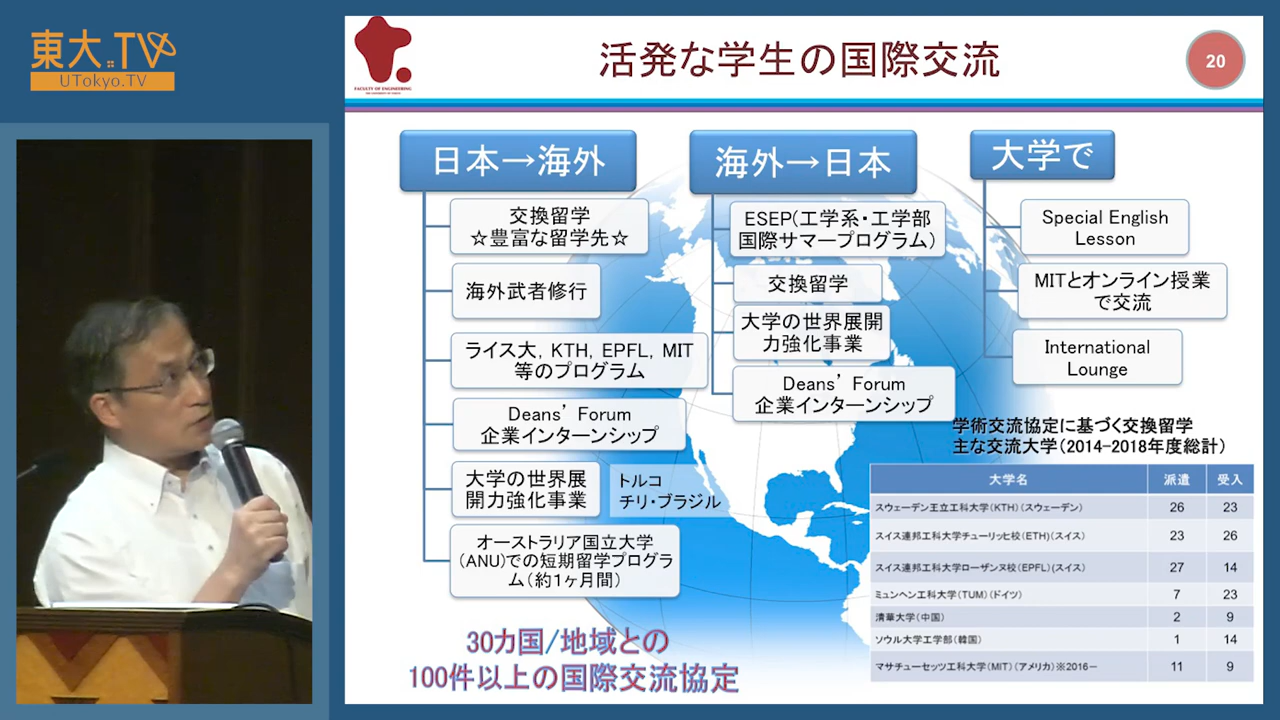 東大.TV
UTokyo.TV
FACULTY OF ENGINEERING
THE UNIVERSITY OF TOKYO
活発な学生の国際交流
20
日本→海外
交換留学
☆豊富な留学先☆
海外武者修行
ライス大, KTH, EPFL, MIT
等のプログラム
Deans' Forum
企業インターンシップ
大学の世界展
開力強化事業
トルコ
チリ・ブラジル
オーストラリア国立大学
(ANU)での短期留学プログラ
ム(約1ヶ月間)
海外→日本
ESEP(工学系・工学部
国際サマープログラム)
交換留学
大学の世界展開
力強化事業
Deans' Forum
企業インターンシップ
大学で
Special English
Lesson
MITとオンライン授業
で交流
International
Lounge
30カ国/地域との
100件以上の国際交流協定
学術交流協定に基づく交換留学
主な交流大学(2014-2018年度総計)
大学名 派遣 受入
スウェーデン王立工科大学(KTH)(スウェーデン) 26 23
スイス連邦工科大学チューリッヒ校(ETH)(スイス) 23 26
スイス連邦工科大学ローザンヌ校(EPFL)(スイス) 27 14
ミュンヘン工科大学(TUM)(ドイツ) 7 23
清華大学(中国) 2 9
ソウル大学工学部(韓国) 1 14
マサチューセッツ工科大学(MIT)(アメリカ)※2016- 11 9